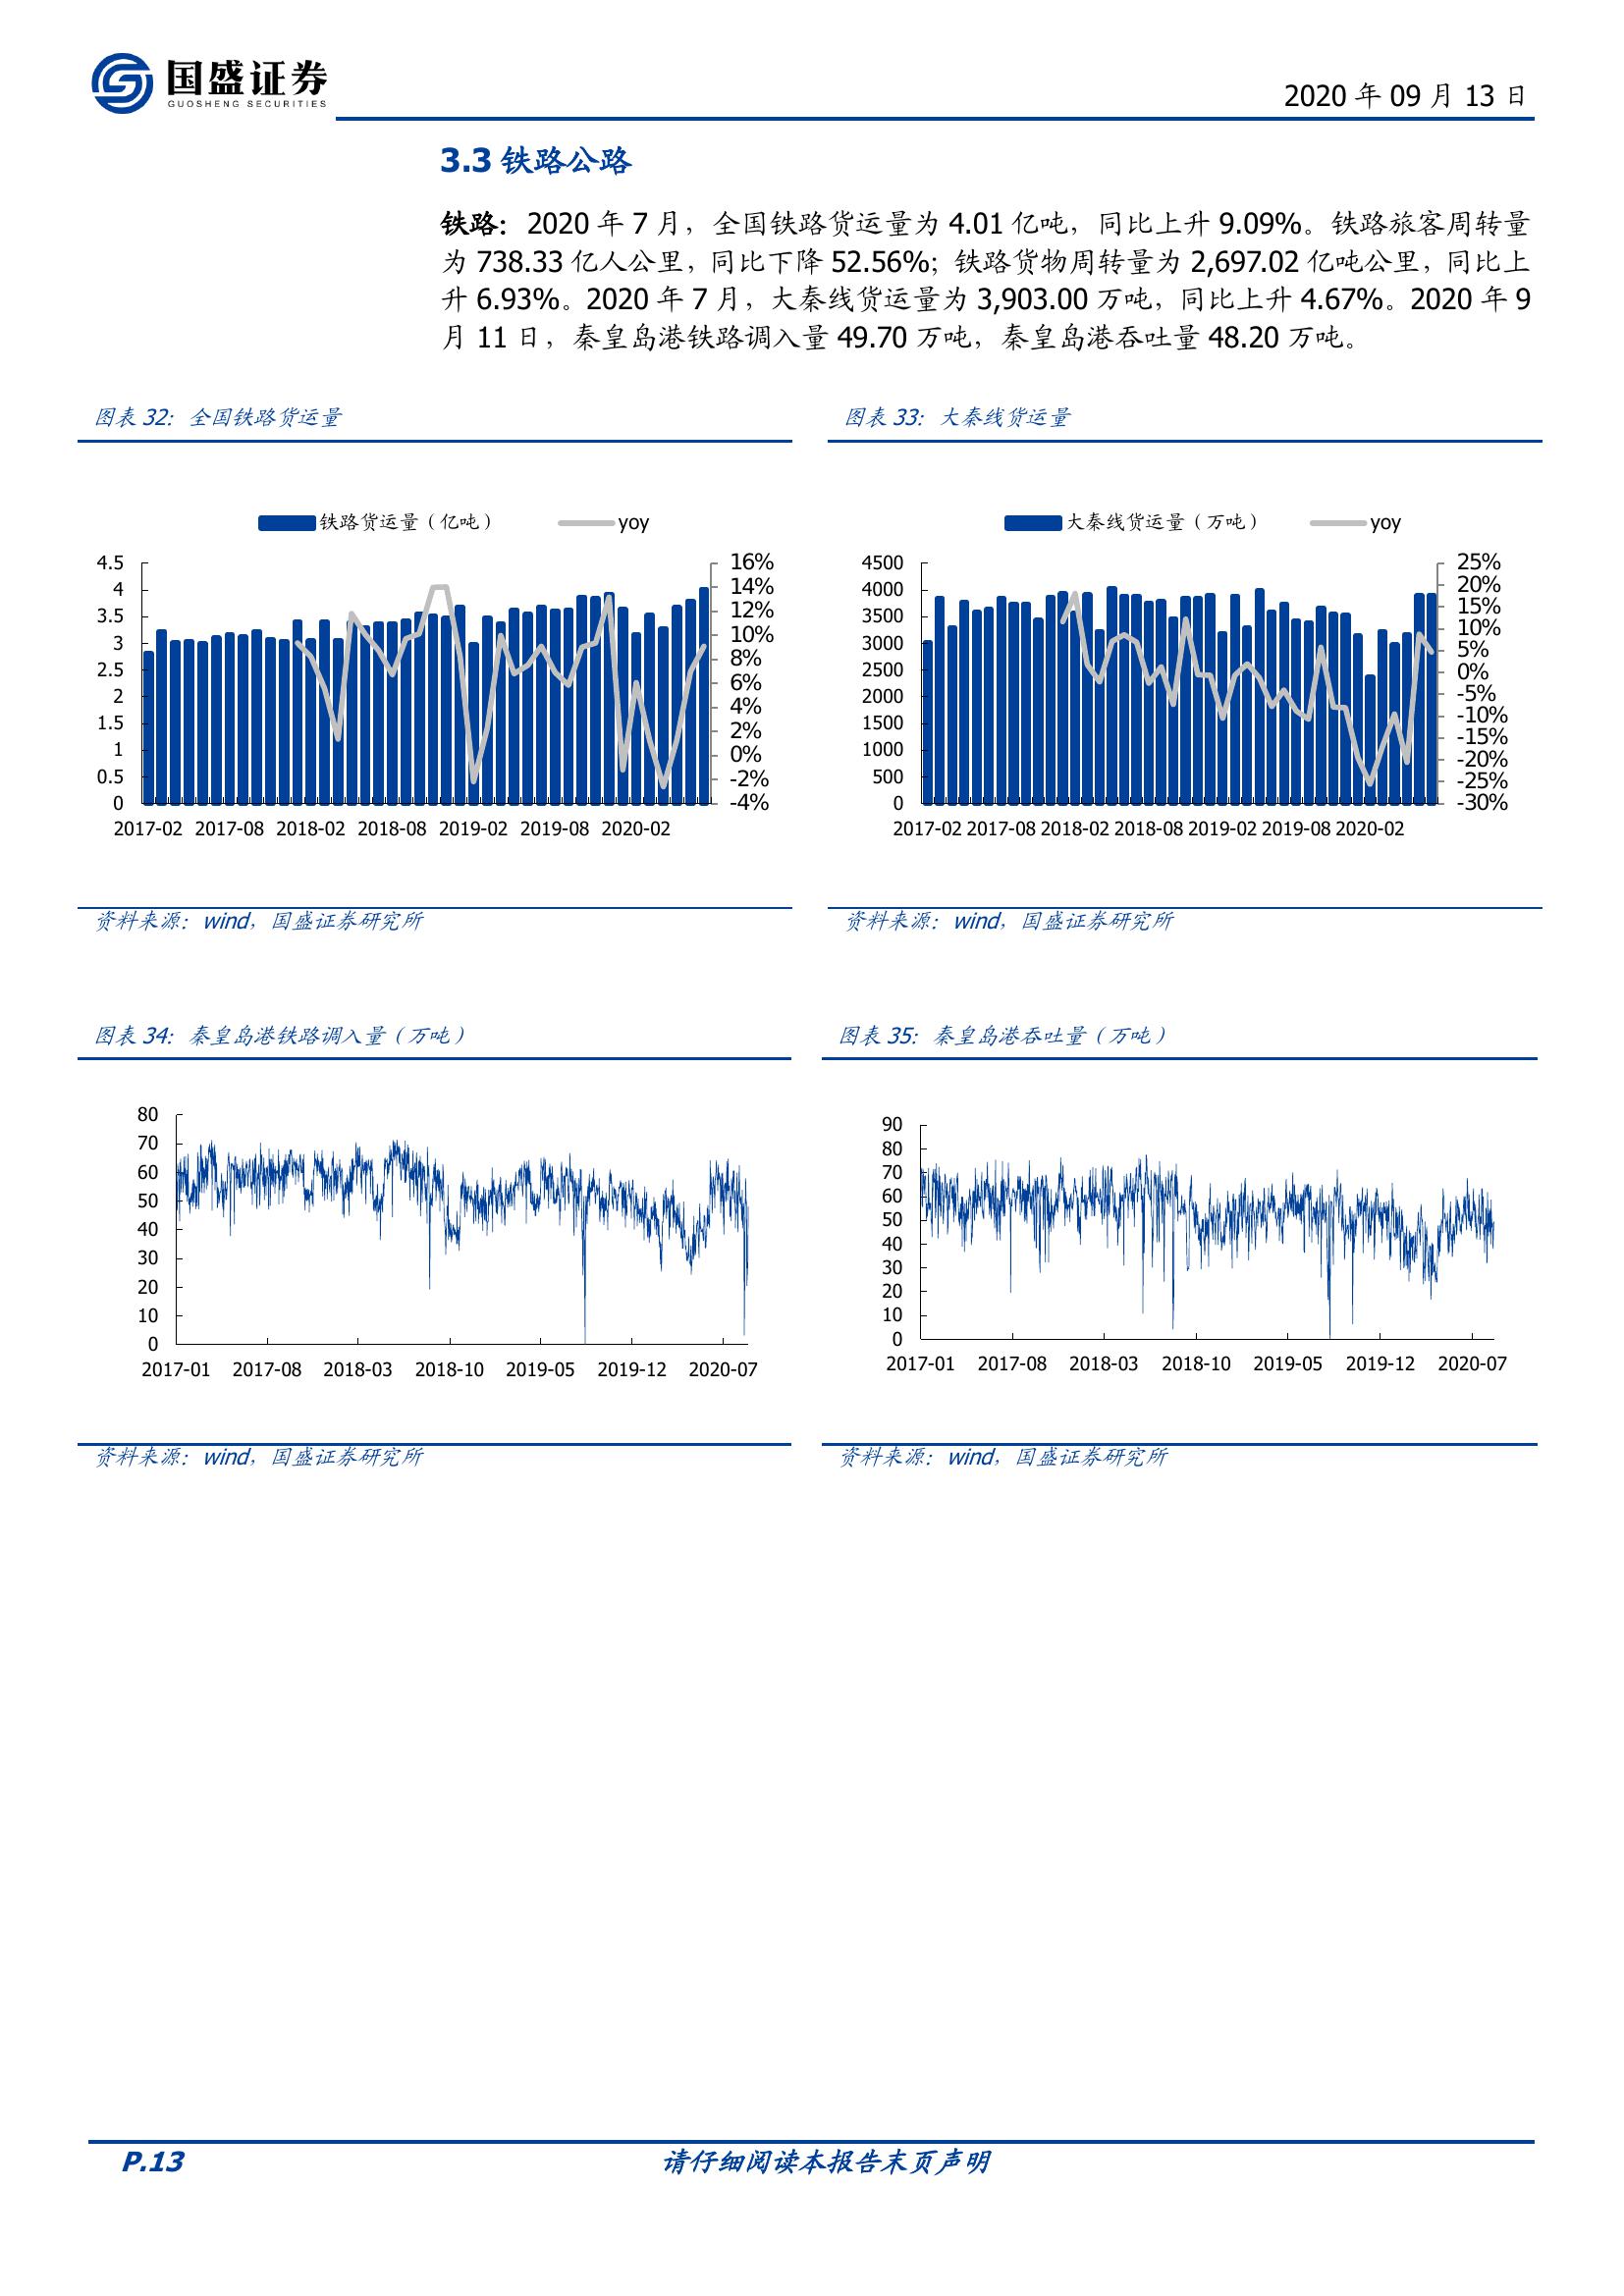 国盛证券
GUOSHENG SECURITIES
2020 年 09 月 13 日
3.3 铁路公路
铁路：2020 年 7 月，全国铁路货运量为 4.01 亿吨，同比上升 9.09%。铁路旅客周转量
为 738.33 亿人公里，同比下降 52.56%；铁路货物周转量为 2,697.02 亿吨公里，同比上
升 6.93%。2020 年 7 月，大秦线货运量为 3,903.00 万吨，同比上升 4.67%。2020 年 9
月 11 日，秦皇岛港铁路调入量 49.70 万吨，秦皇岛港吞吐量 48.20 万吨。
图表 32：全国铁路货运量
铁路货运量（亿吨） yoy
4.5 16%
4 14%
3.5 12%
3 10%
2.5 8%
2 6%
1.5 4%
1 2%
0.5 0%
0 -2%
-4%
2017-02 2017-08 2018-02 2018-08 2019-02 2019-08 2020-02
资料来源：wind，国盛证券研究所
图表 33：大秦线货运量
大秦线货运量（万吨） yoy
4500 25%
4000 20%
3500 15%
3000 10%
2500 5%
2000 0%
1500 -5%
1000 -10%
500 -15%
0 -20%
-25%
-30%
2017-02 2017-08 2018-02 2018-08 2019-02 2019-08 2020-02
资料来源：wind，国盛证券研究所
图表 34：秦皇岛港铁路调入量（万吨）
80
70
60
50
40
30
20
10
0
2017-01 2017-08 2018-03 2018-10 2019-05 2019-12 2020-07
资料来源：wind，国盛证券研究所
图表 35：秦皇岛港吞吐量（万吨）
90
80
70
60
50
40
30
20
10
0
2017-01 2017-08 2018-03 2018-10 2019-05 2019-12 2020-07
资料来源：wind，国盛证券研究所
P.13
请仔细阅读本报告末页声明